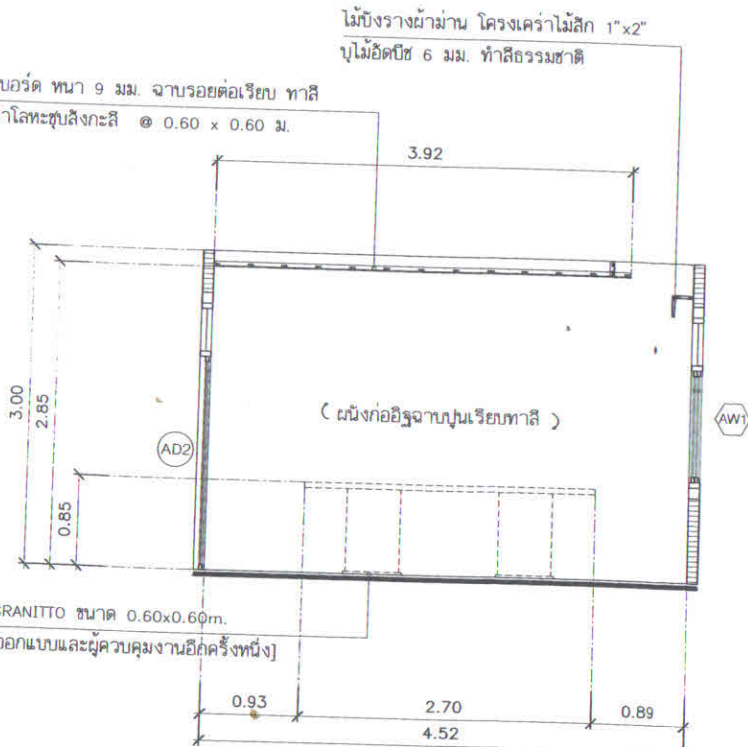 ไม้บังรางผ้าม่าน โครงเคร่าไม้สัก 1"x2"
บุไม้อัดบีช 6 มม. ทำสีธรรมชาติ
บอร์ด หนา 9 มม. ฉาบรอยต่อเรียบ ทาสี
าโลหะชุบสังกะสี @ 0.60 x 0.60 ม.
3.92
3.00
2.85
0.85
AD2
( ผนังก่ออิฐฉาบปูนเรียบทาสี )
AW1
GRANITTO ขนาด 0.60x0.60m.
ออกแบบและผู้ควบคุมงานอีกครั้งหนึ่ง]
0.93
2.70
0.89
4.52